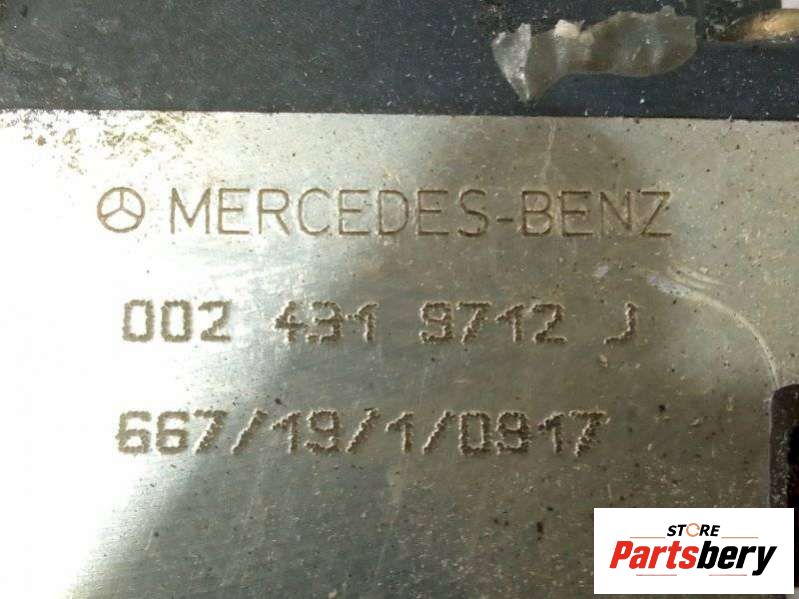 MERCEDES-BENZ
002 431 9712 J
667/19/1/0917
STORE
Partsbery